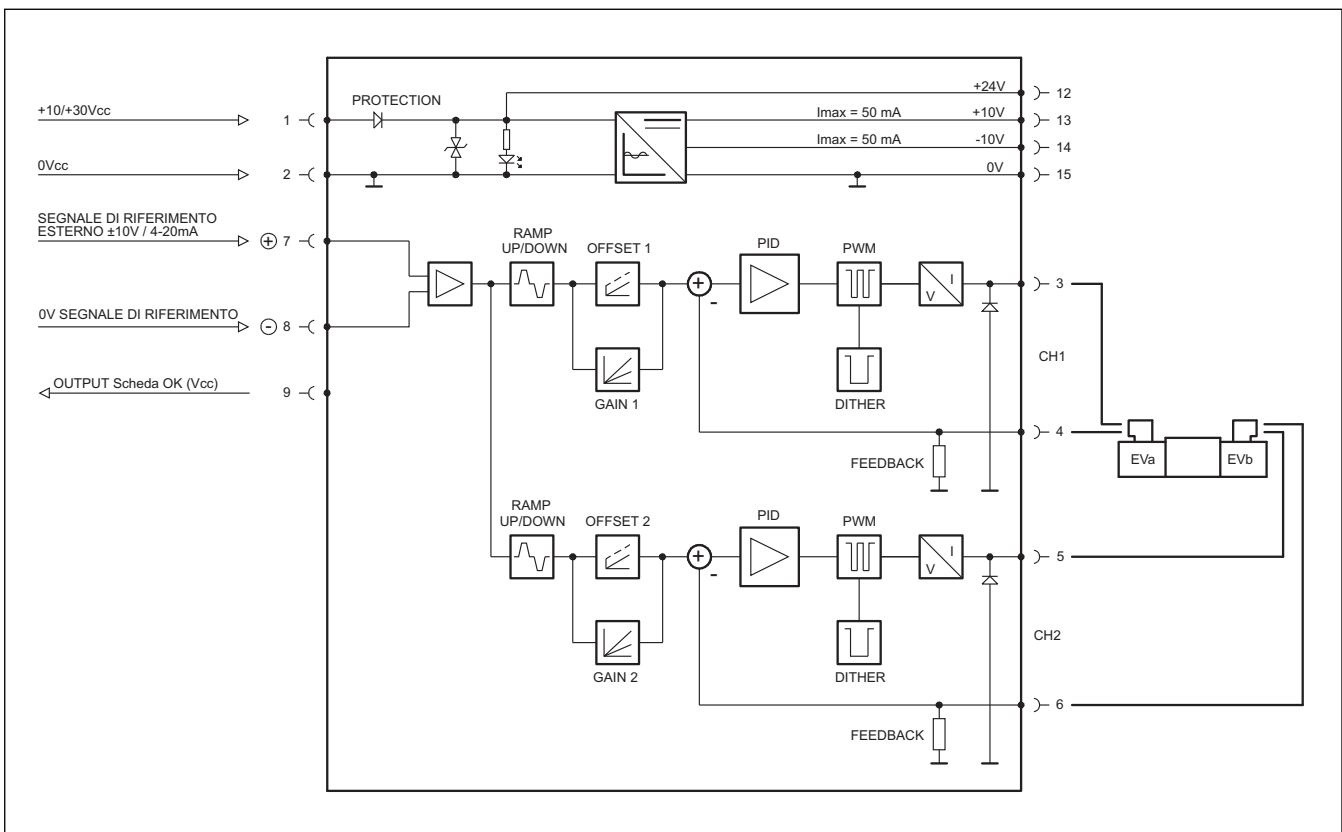 +10/+30Vcc
1
PROTECTION
+24V
12
Imax = 50 mA
+10V
13
Imax = 50 mA
-10V
14
0Vcc
2
0V
15
SEGNALE DI RIFERIMENTO
ESTERNO ±10V / 4-20mA
+ 7
RAMP
UP/DOWN
OFFSET 1
PID
PWM
+
-
I
V
3
0V SEGNALE DI RIFERIMENTO
- 8
CH1
OUTPUT Scheda OK (Vcc)
9
GAIN 1
DITHER
4
FEEDBACK
EVa
EVb
RAMP
UP/DOWN
OFFSET 2
PID
PWM
+
-
I
V
5
CH2
GAIN 2
DITHER
6
FEEDBACK